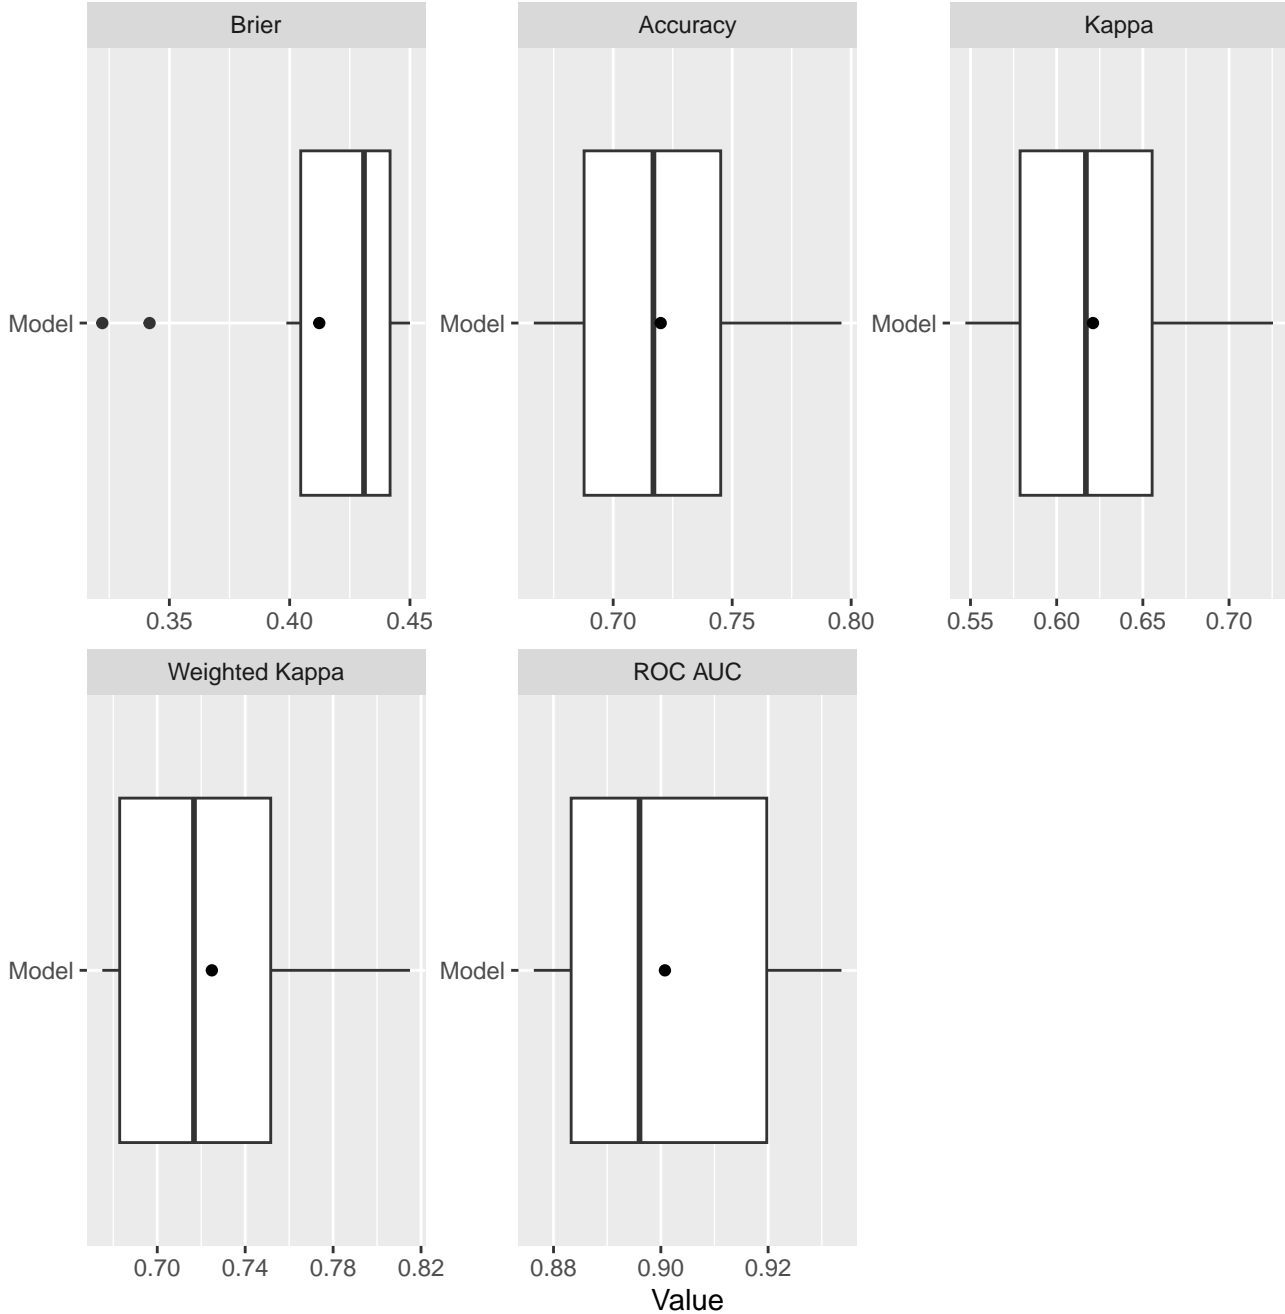 Brier Accuracy Kappa
Model Model Model
0.35 0.40 0.45 0.70 0.75 0.80 0.55 0.60 0.65 0.70
Weighted Kappa ROC AUC
Model Model
0.70 0.74 0.78 0.82 0.88 0.90 0.92
Value